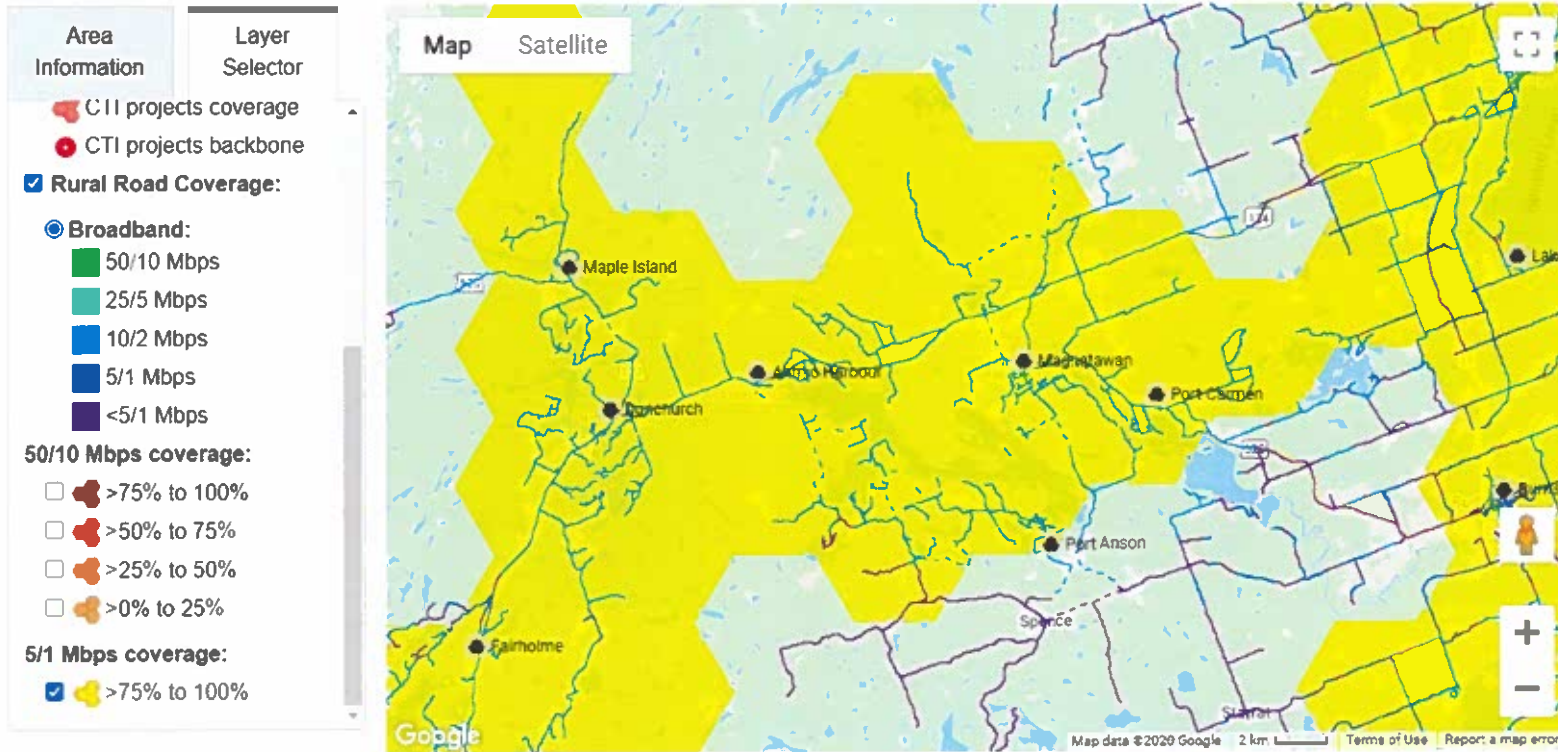 Area
Information
Layer
Selector
CTI projects coverage
CTI projects backbone
Rural Road Coverage:
Broadband:
50/10 Mbps
25/5 Mbps
10/2 Mbps
5/1 Mbps
<5/1 Mbps
50/10 Mbps coverage:
>75% to 100%
>50% to 75%
>25% to 50%
>0% to 25%
5/1 Mbps coverage:
>75% to 100%
Map Satellite
Maple Island
Magnetawan
Port Carmen
Port Anson
Spence
Fairholme
Google
Map data ©2020 Google 2 km Terms of Use Report a map error